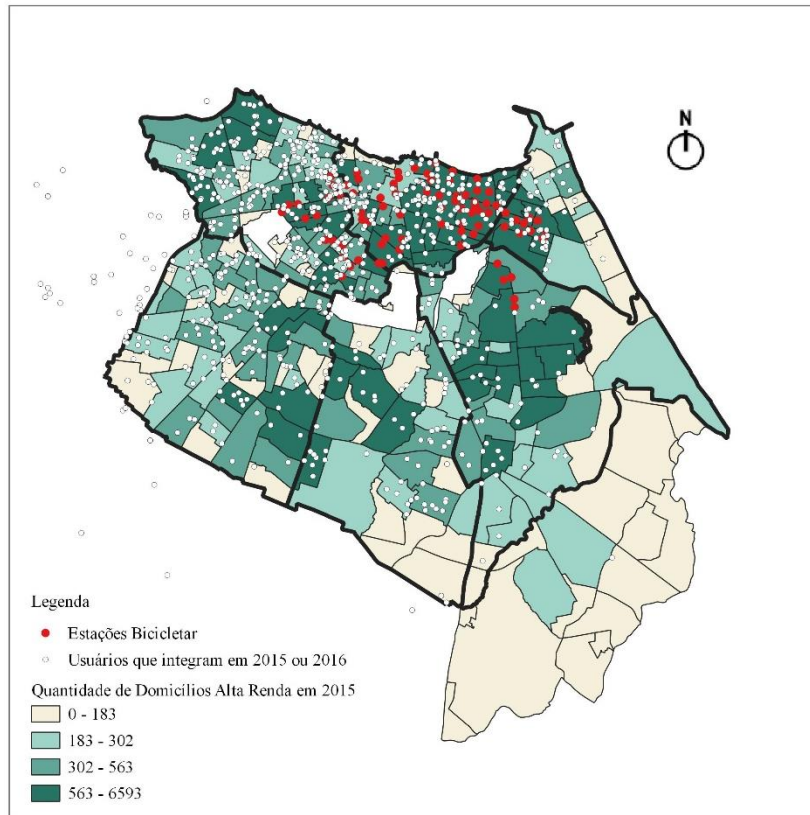 N
Legenda
Estações Bicicletar
Usuários que integram em 2015 ou 2016
Quantidade de Domicílios Alta Renda em 2015
0 - 183
183 - 302
302 - 563
563 - 6593